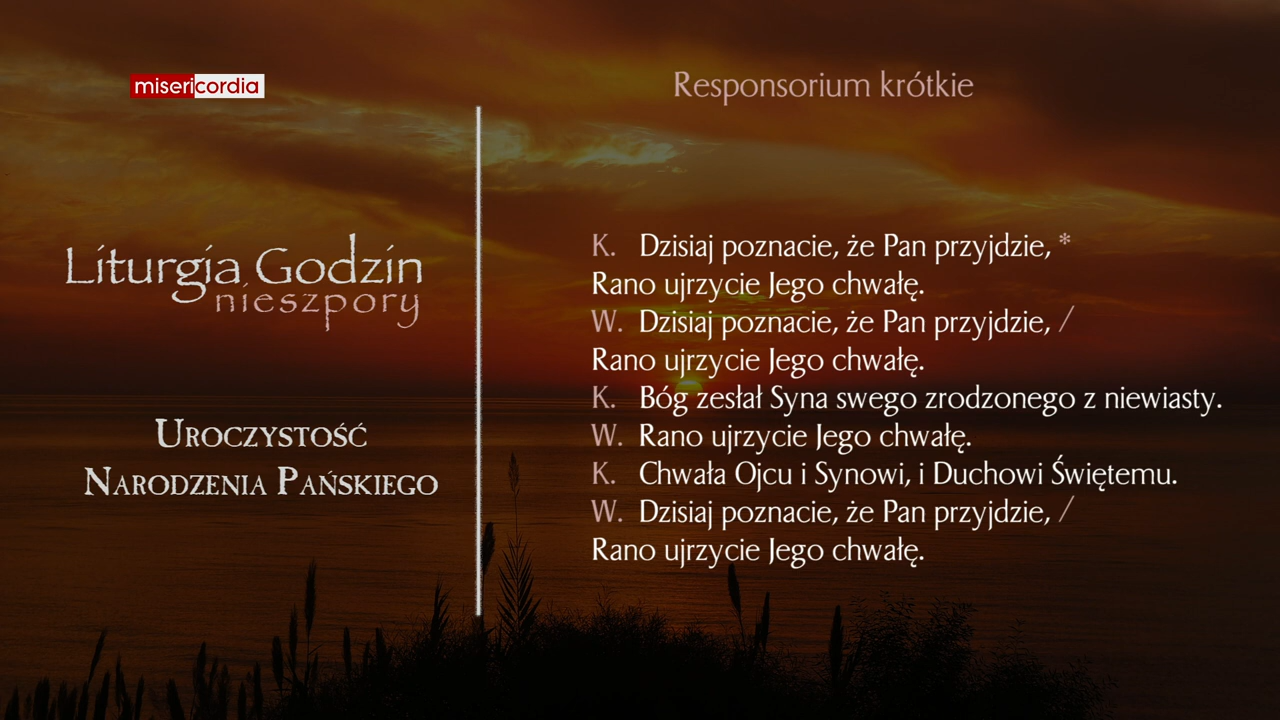 misericordia
Liturgia Godzin
nieszpory
Uroczystość
Narodzenia Pańskiego
Responsorium krótkie
K. Dzisiaj poznacie, że Pan przyjdzie, *
Rano ujrzycie Jego chwałę.
W. Dzisiaj poznacie, że Pan przyjdzie, /
Rano ujrzycie Jego chwałę.
K. Bóg zesłał Syna swego zrodzonego z niewiasty.
W. Rano ujrzycie Jego chwałę.
K. Chwała Ojcu i Synowi, i Duchowi Świętemu.
W. Dzisiaj poznacie, że Pan przyjdzie, /
Rano ujrzycie Jego chwałę.